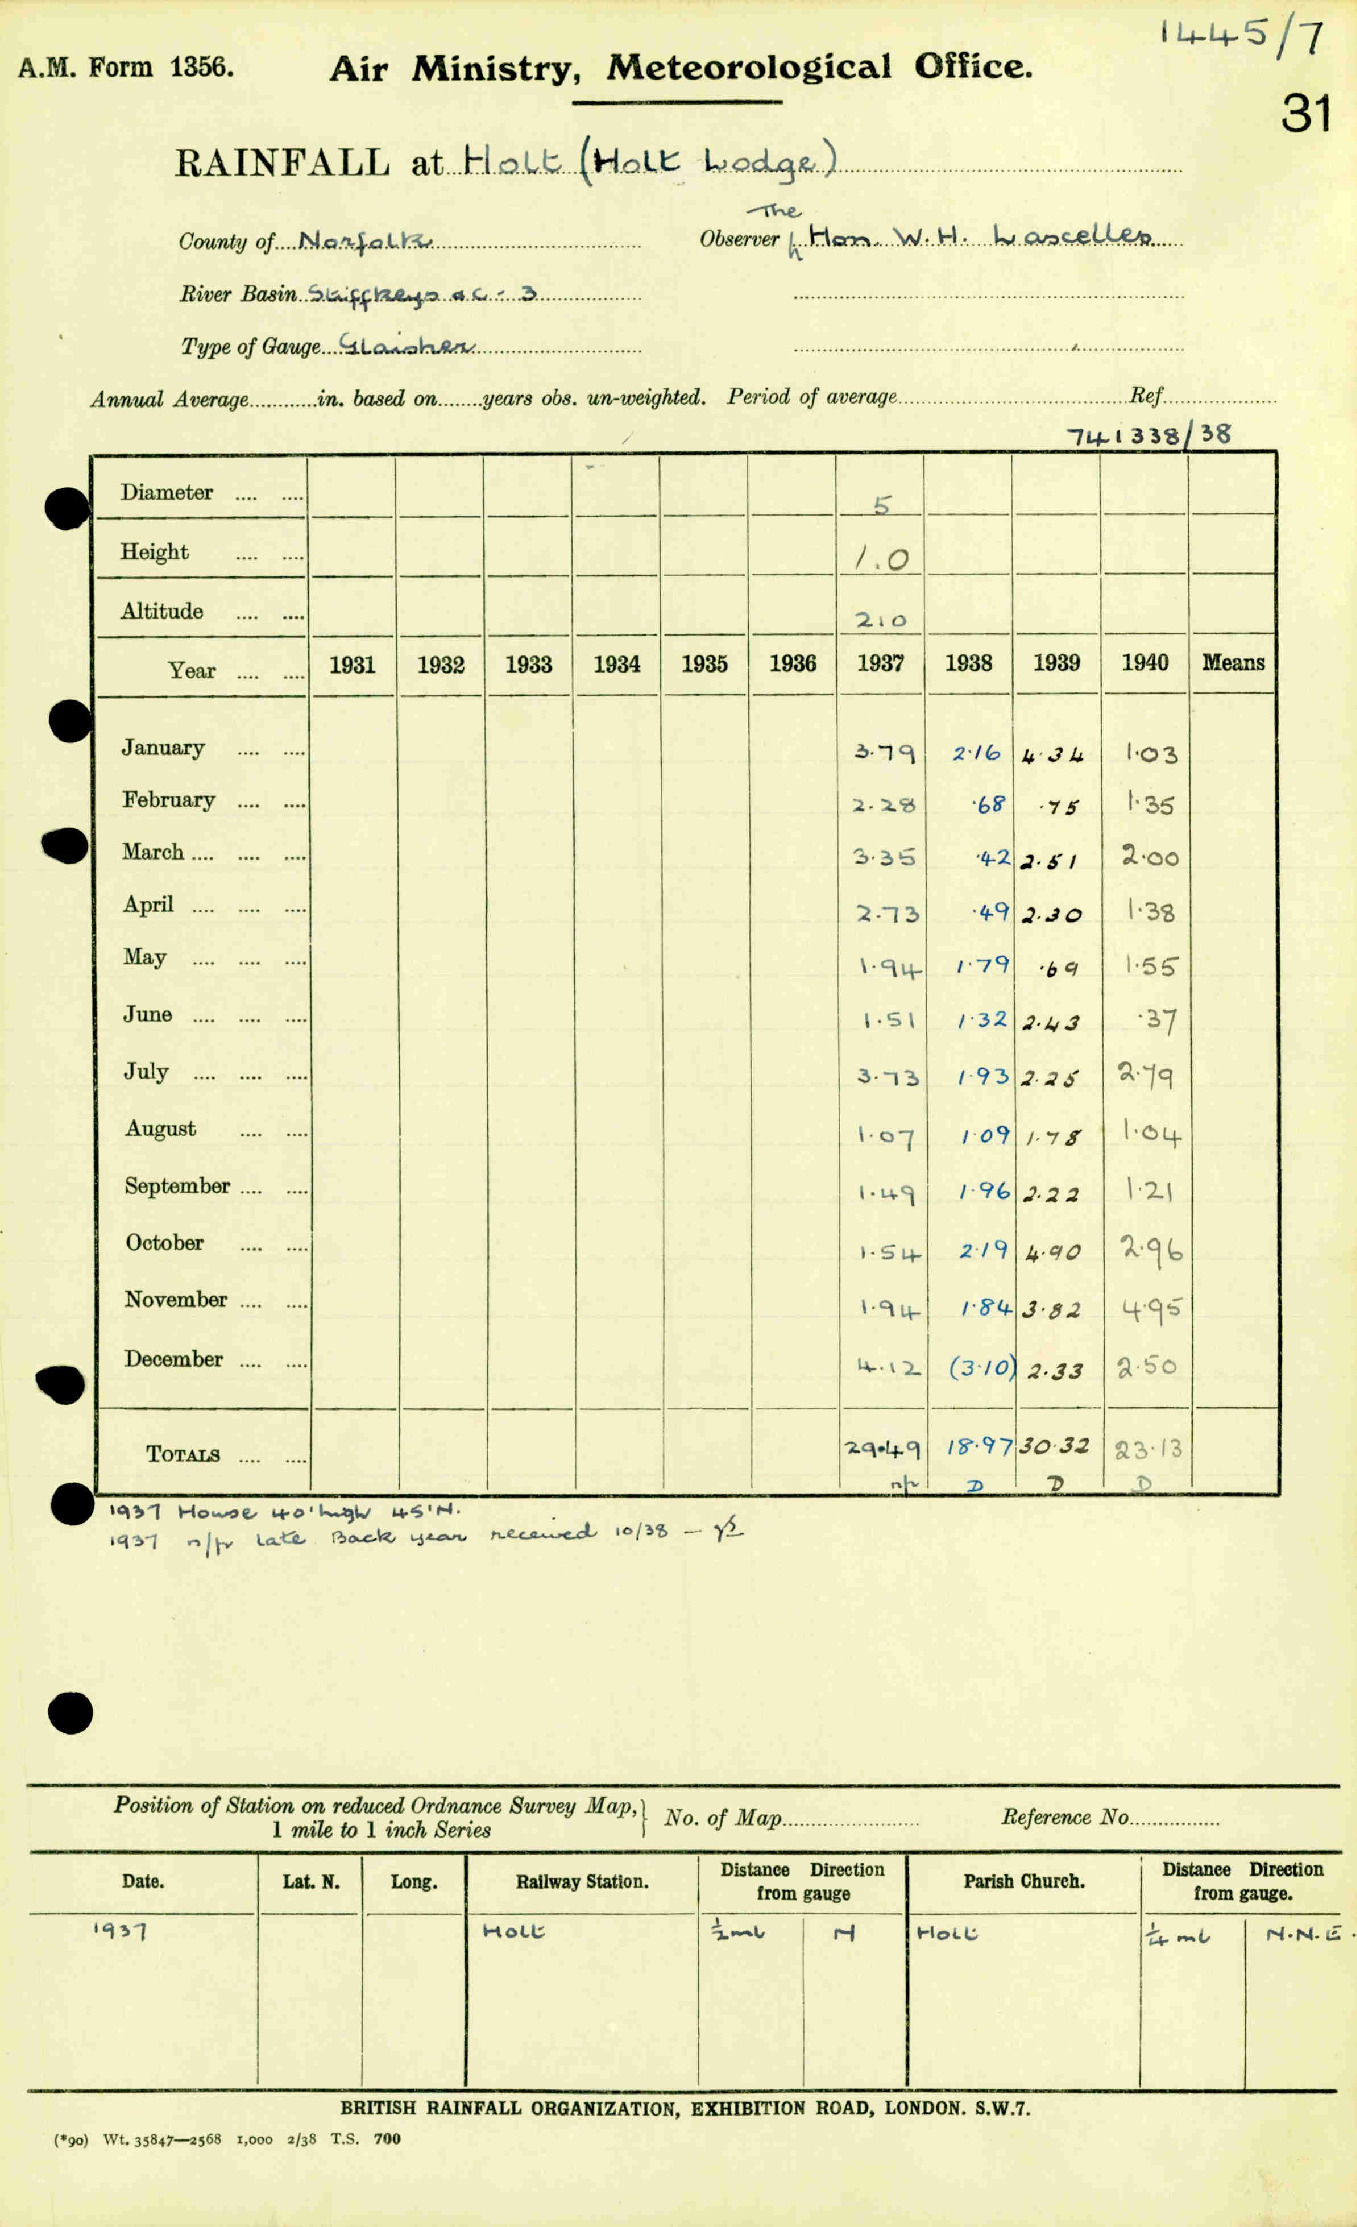 1445/7
A.M. Form 1356. Air Ministry, Meteorological Office.
31
RAINFALL at Holt (Holt Lodge)
The
County of Norfolk Observer Hon. W. H. Lascelles
River Basin Stiffkey &c - 3
Type of Gauge Glaisher
Annual Average............in. based on........years obs. un-weighted. Period of average............Ref............
741338/38
Diameter .... .... 5
Height .... .... 1.0
Altitude .... .... 210
Year .... .... 1931 1932 1933 1934 1935 1936 1937 1938 1939 1940 Means
January .... .... 3.79 2.16 4.34 1.03
February .... .... 2.28 .68 .75 1.35
March .... .... .... 3.35 .42 2.51 2.00
April .... .... .... 2.73 .49 2.30 1.38
May .... .... .... 1.94 1.79 .69 1.55
June .... .... .... 1.51 1.32 2.43 .37
July .... .... .... 3.73 1.93 2.25 2.79
August .... .... 1.07 1.09 1.78 1.04
September .... .... 1.49 1.96 2.22 1.21
October .... .... 1.54 2.19 4.90 2.96
November .... .... 1.94 1.84 3.82 4.95
December .... .... 4.12 (3.10) 2.33 2.50
TOTALS .... .... 29.49 18.97 30.32 23.13
n/p D D D
1937 House 40' high 45' N.
1937 n/p late Back year received 10/38 –
Position of Station on reduced Ordnance Survey Map, } No. of Map............ Reference No............
1 mile to 1 inch Series
Date. Lat. N. Long. Railway Station. Distance Direction from gauge Parish Church. Distance Direction from gauge.
1937 Holt ½ ml N Holt ¼ ml N.N.E.
BRITISH RAINFALL ORGANIZATION, EXHIBITION ROAD, LONDON. S.W.7.
(*90) Wt. 35847—2568 1,000 2/38 T.S. 700